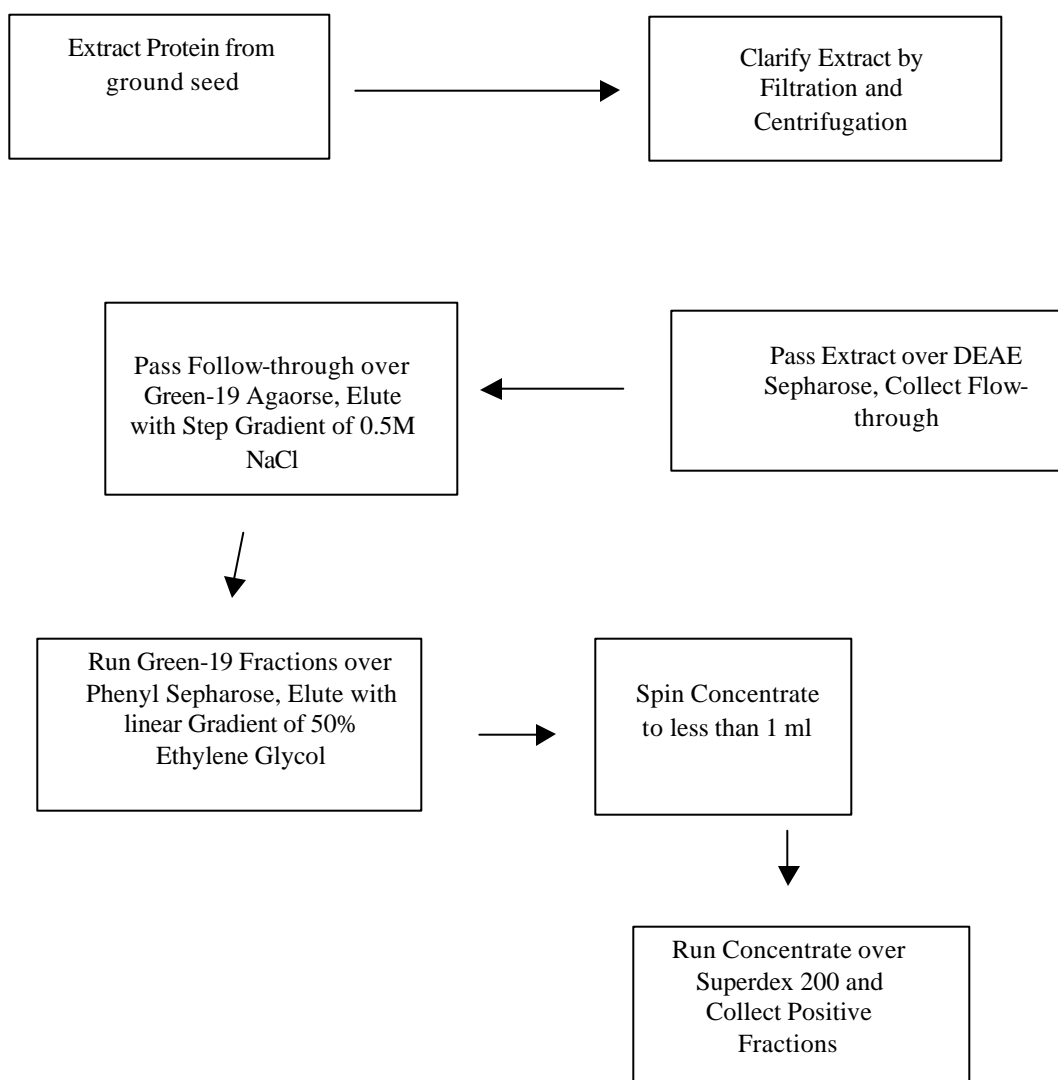 Extract Protein from
ground seed
Clarify Extract by
Filtration and
Centrifugation
Pass Extract over DEAE
Sepharose, Collect Flow-
through
Pass Follow-through over
Green-19 Agaorse, Elute
with Step Gradient of 0.5M
NaCl
Run Green-19 Fractions over
Phenyl Sepharose, Elute with
linear Gradient of 50%
Ethylene Glycol
Spin Concentrate
to less than 1 ml
Run Concentrate over
Superdex 200 and
Collect Positive
Fractions